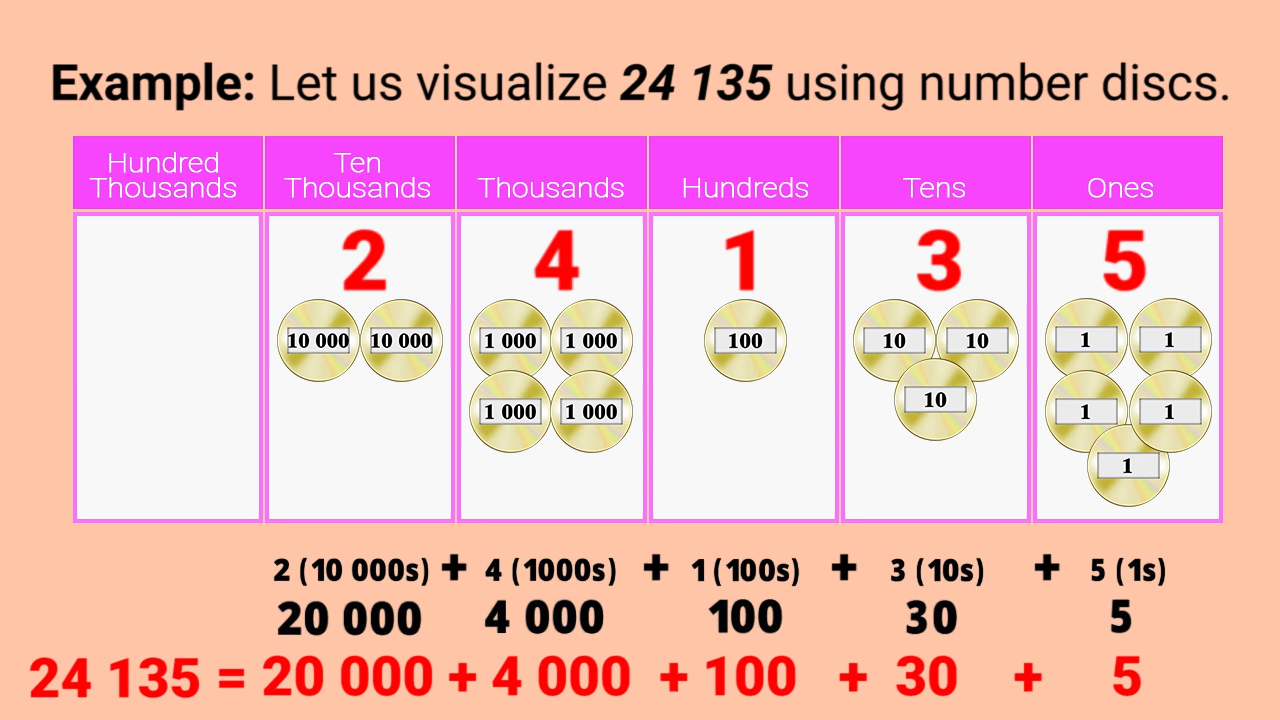 Example: Let us visualize 24 135 using number discs.
Hundred Thousands Ten Thousands Thousands Hundreds Tens Ones
2 4 1 3 5
10 000 10 000 1 000 1 000 100 10 10 1 1
10
1 000 1 000 1 1
1
2 (10 000s) + 4 (1000s) + 1 (100s) + 3 (10s) + 5 (1s)
20 000 4 000 100 30 5
24 135 = 20 000 + 4 000 + 100 + 30 + 5